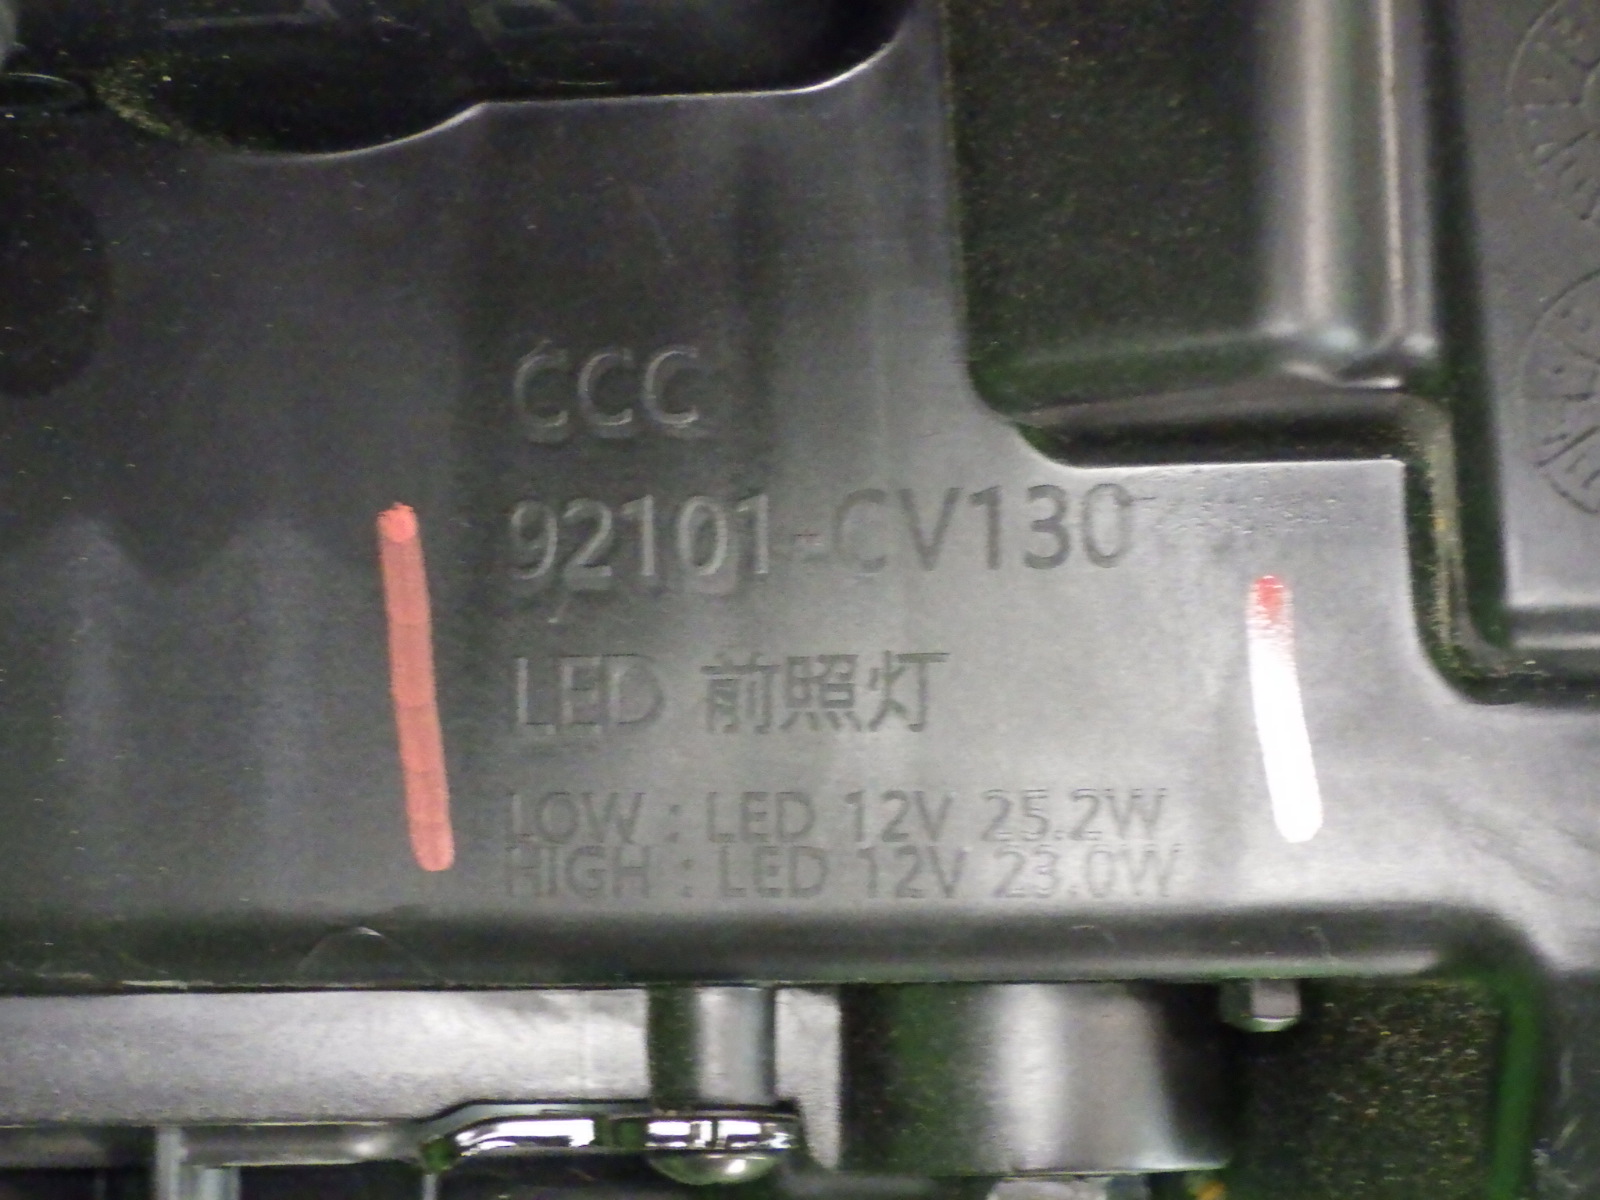 CCC
92101-CV130
LED 前照灯
LOW : LED 12V 25.2W
HIGH : LED 12V 23.0W